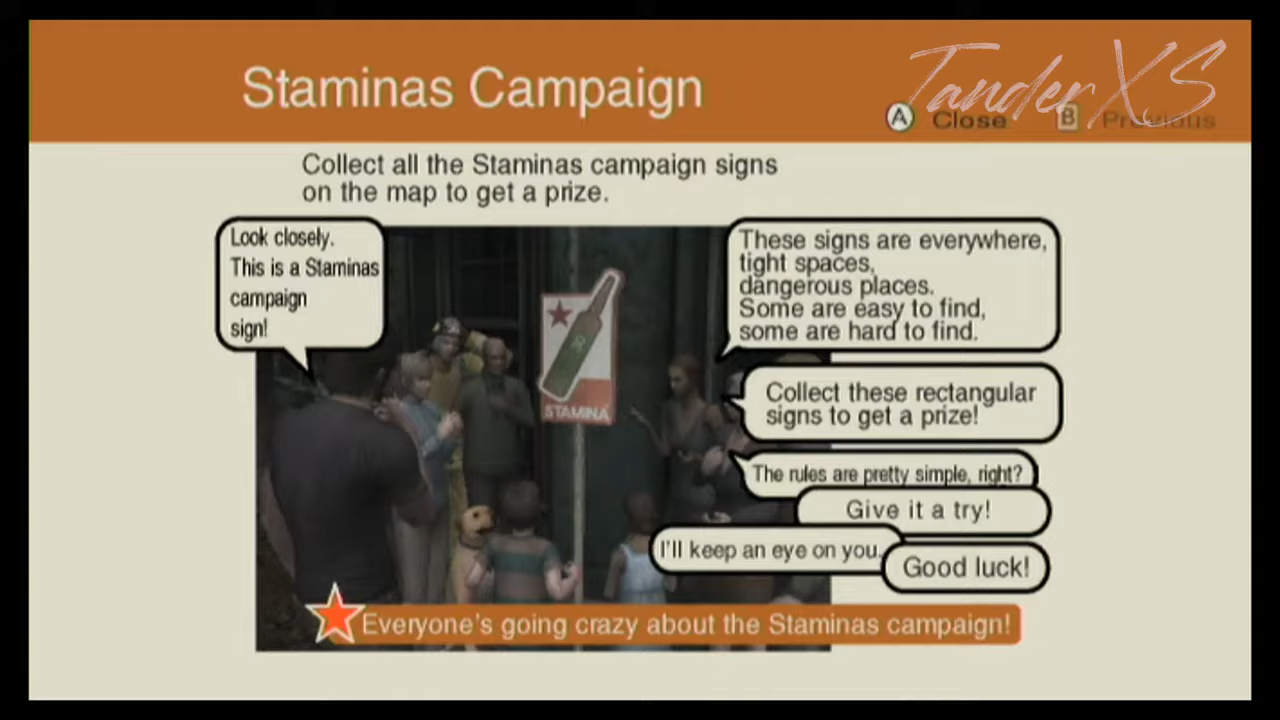 TanderXS
Staminas Campaign
A Close B Previous
Collect all the Staminas campaign signs
on the map to get a prize.
Look closely.
This is a Staminas
campaign
sign!
These signs are everywhere,
tight spaces,
dangerous places.
Some are easy to find,
some are hard to find.
STAMINA
Collect these rectangular
signs to get a prize!
The rules are pretty simple, right?
Give it a try!
I'll keep an eye on you.
Good luck!
Everyone's going crazy about the Staminas campaign!